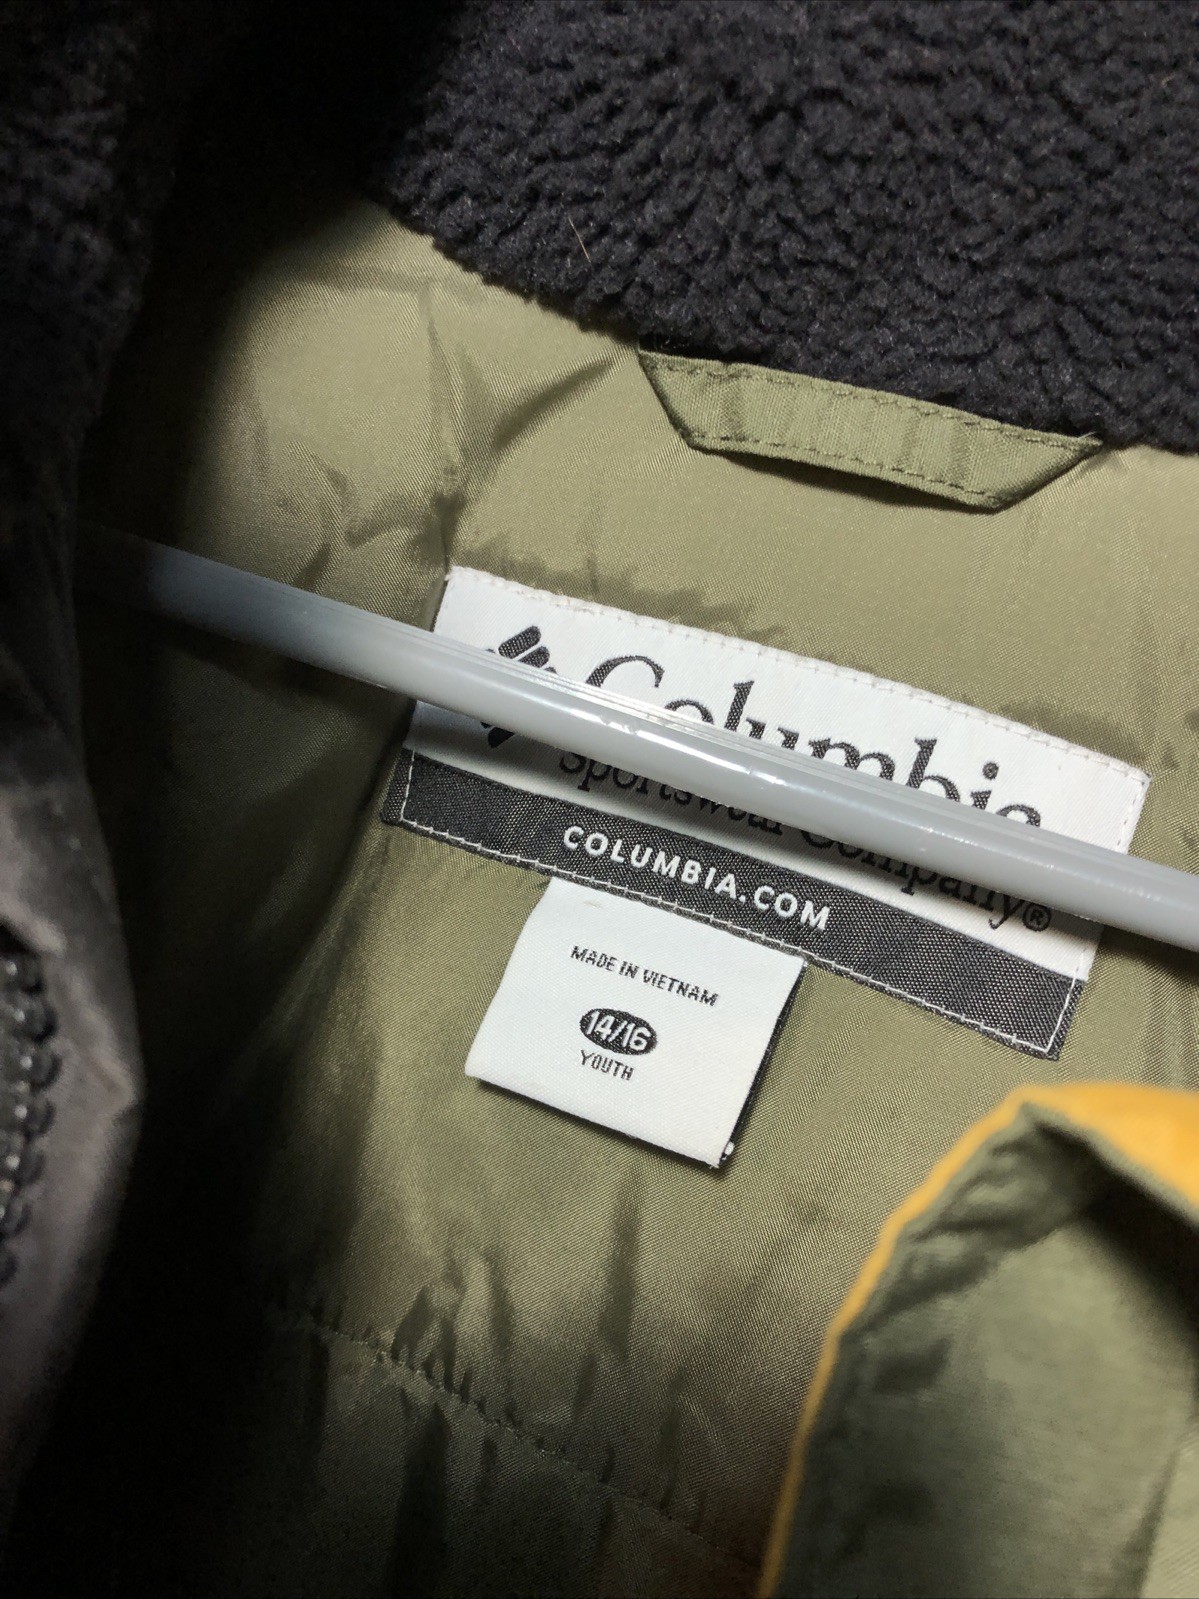 Columbia
Sportswear Company®
COLUMBIA.COM
MADE IN VIETNAM
14/16
YOUTH